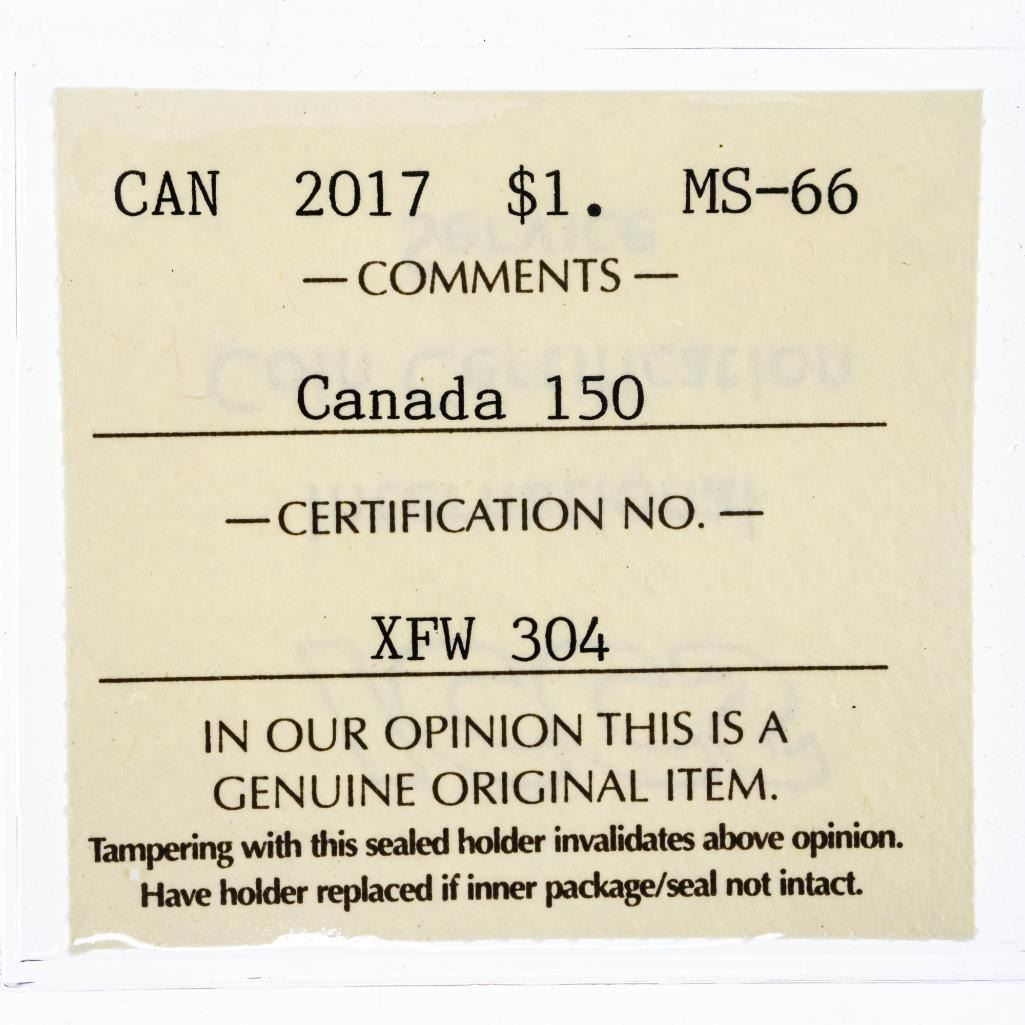 CAN 2017 $1. MS-66
—COMMENTS—
Canada 150
—CERTIFICATION NO.—
XFW 304
IN OUR OPINION THIS IS A
GENUINE ORIGINAL ITEM.
Tampering with this sealed holder invalidates above opinion.
Have holder replaced if inner package/seal not intact.